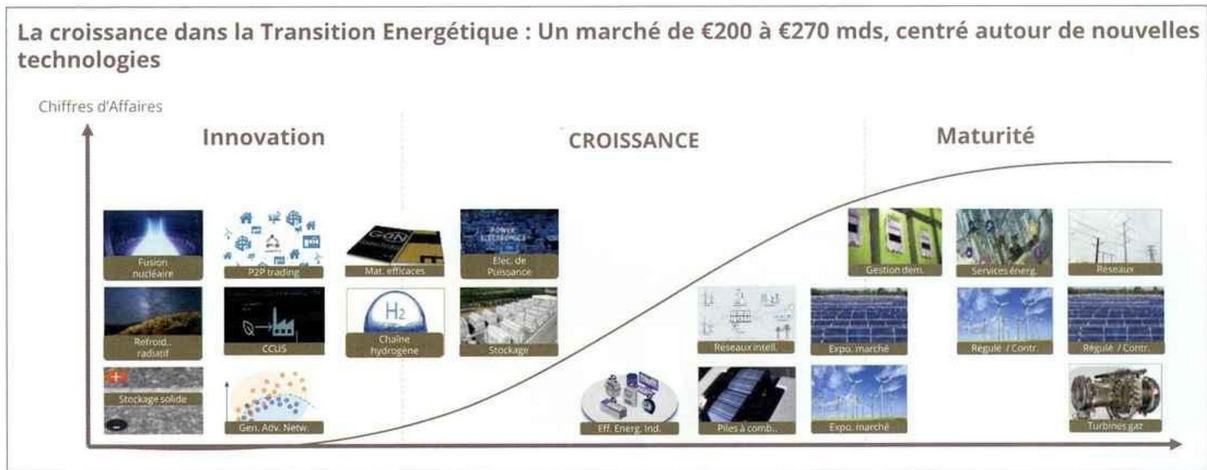 La croissance dans la Transition Energétique : Un marché de €200 à €270 mds, centré autour de nouvelles
technologies
Chiffres d'Affaires
Innovation
CROISSANCE
Maturité
Fusion
nucléaire
P2P trading
GaN
Mat. efficaces
POWER
ELECTRONICS
Elec. de
Puissance
Gestion dem.
Services énerg.
Réseaux
Refroid..
radiatif
CCUS
H2
Chaîne
hydrogène
Stockage
Réseaux intell.
Expo. marché
Régulé / Contr.
Régulé / Contr.
Stockage solide
Gen. Adv. Netw.
Eff. Energ. Ind.
Piles à comb..
Expo. marché
Turbines gaz